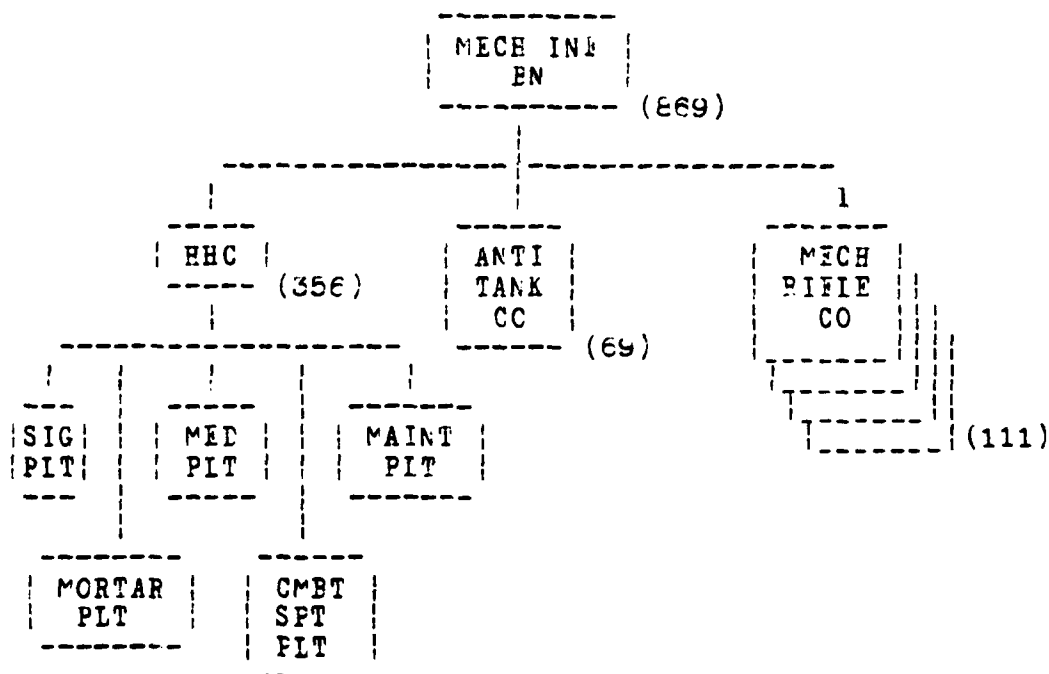 MECH INF
BN
(869)
1
HHC
(356)
ANTI
TANK
CO
(69)
MECH
RIFLE
CO
(111)
SIG
PLT
MED
PLT
MAINT
PLT
MORTAR
PLT
CMBT
SPT
PLT